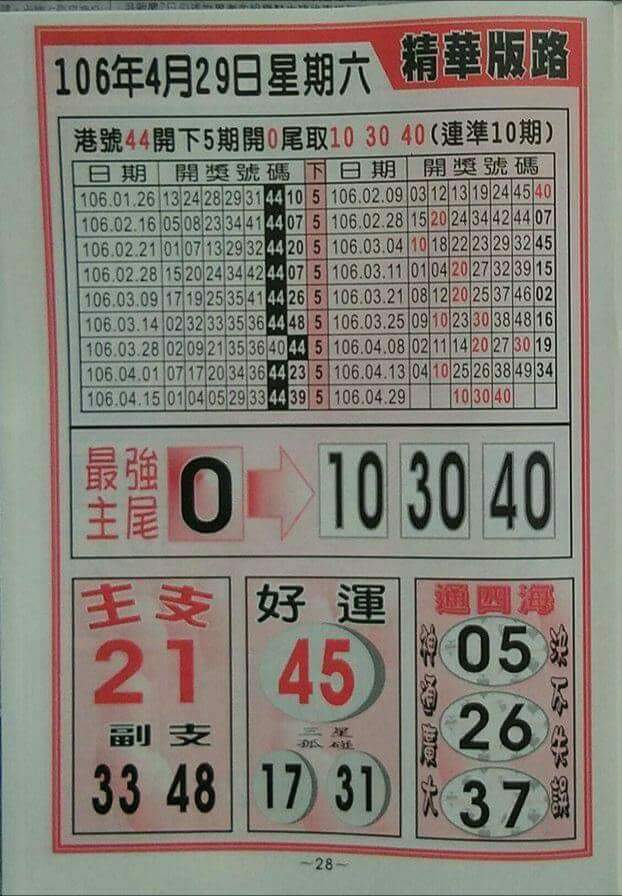 精華版路
106年4月29日星期六
港號44開下5期開0尾取10 30 40(連準10期)
日期 開獎號碼 下 日期 開獎號碼
106.01.26 13 24 28 29 31 44 10 5 106.02.09 03 12 13 19 24 45 40
106.02.16 05 08 23 34 41 44 07 5 106.02.28 15 20 24 34 42 44 07
106.02.21 01 07 13 29 32 44 20 5 106.03.04 10 18 22 23 29 32 45
106.02.28 15 20 24 34 42 44 07 5 106.03.11 01 04 20 27 32 39 15
106.03.09 17 19 25 35 41 44 26 5 106.03.21 08 12 20 25 37 46 02
106.03.14 02 32 33 35 36 44 48 5 106.03.25 09 10 23 30 38 48 16
106.03.28 02 09 21 35 36 40 44 5 106.04.08 02 11 14 20 27 30 19
106.04.01 07 17 20 34 36 44 23 5 106.04.13 04 10 25 26 38 49 34
106.04.15 01 04 05 29 33 44 39 5 106.04.29 10 30 40
最強
主尾
0
10 30 40
主支
21
副支
33 48
好運
45
三星
孤碰
17 31
通四海
05
26
37
~28~